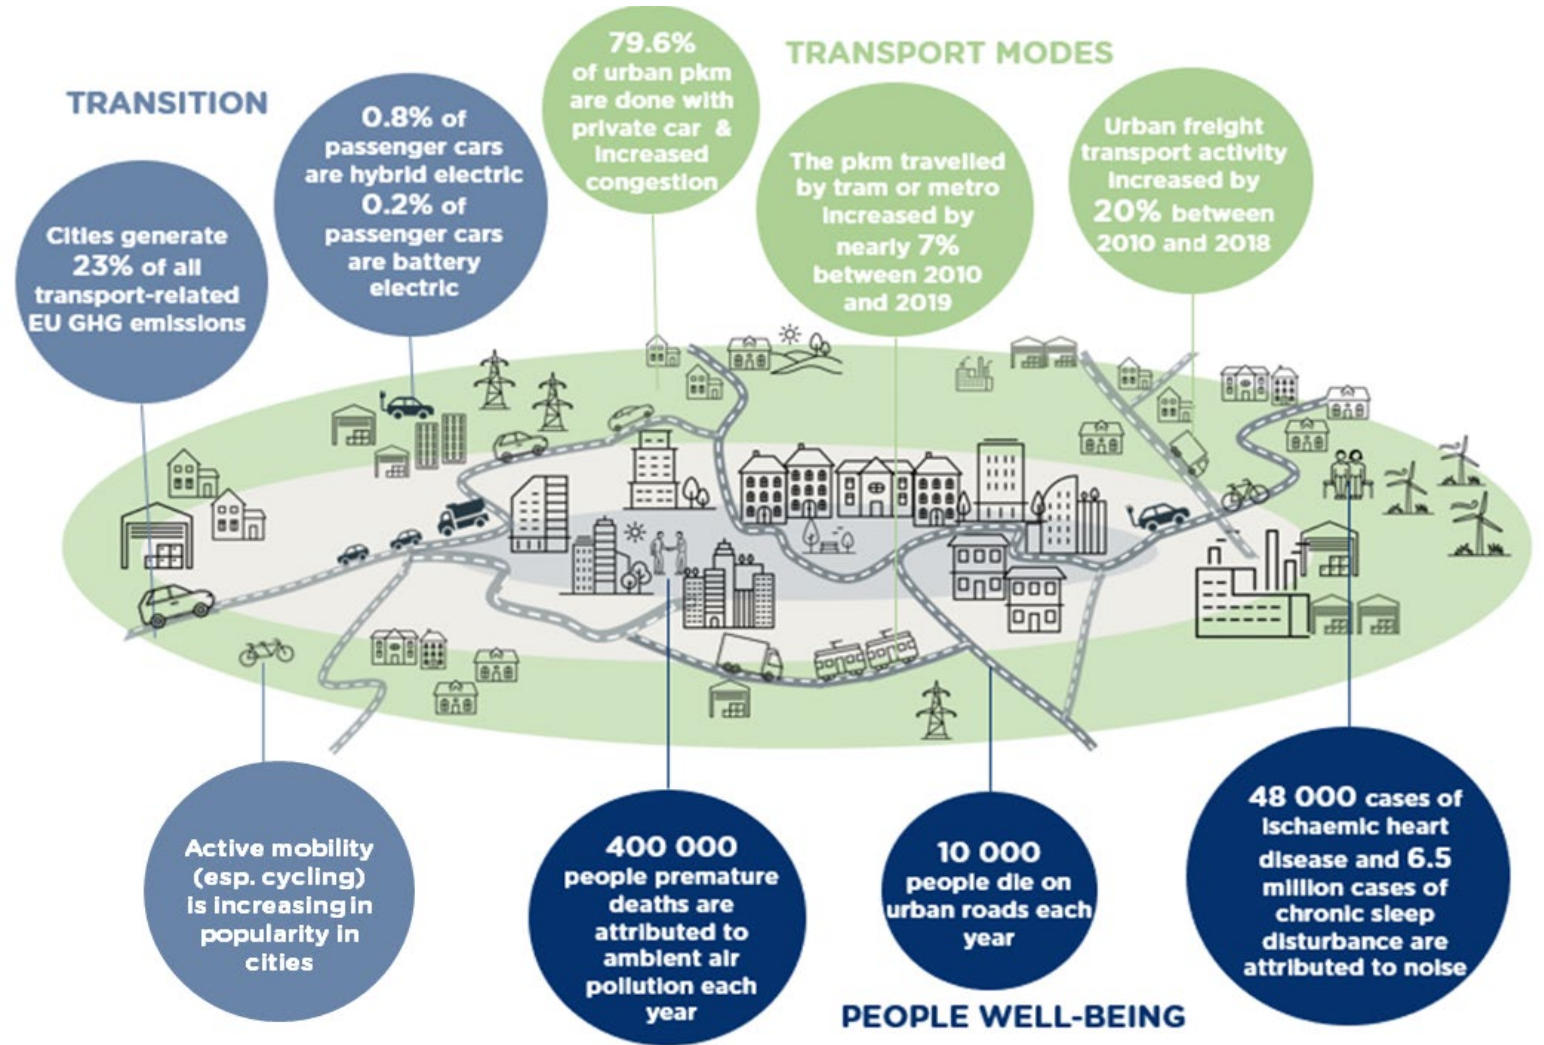 TRANSITION
Cities generate
23% of all
transport-related
EU GHG emissions
0.8% of
passenger cars
are hybrid electric
0.2% of
passenger cars
are battery
electric
Active mobility
(esp. cycling)
is increasing in
popularity in
cities
TRANSPORT MODES
79.6%
of urban pkm
are done with
private car &
increased
congestion
The pkm travelled
by tram or metro
increased by
nearly 7%
between 2010
and 2019
Urban freight
transport activity
increased by
20% between
2010 and 2018
400 000
people premature
deaths are
attributed to
ambient air
pollution each
year
10 000
people die on
urban roads each
year
48 000 cases of
ischaemic heart
disease and 6.5
million cases of
chronic sleep
disturbance are
attributed to noise
PEOPLE WELL-BEING